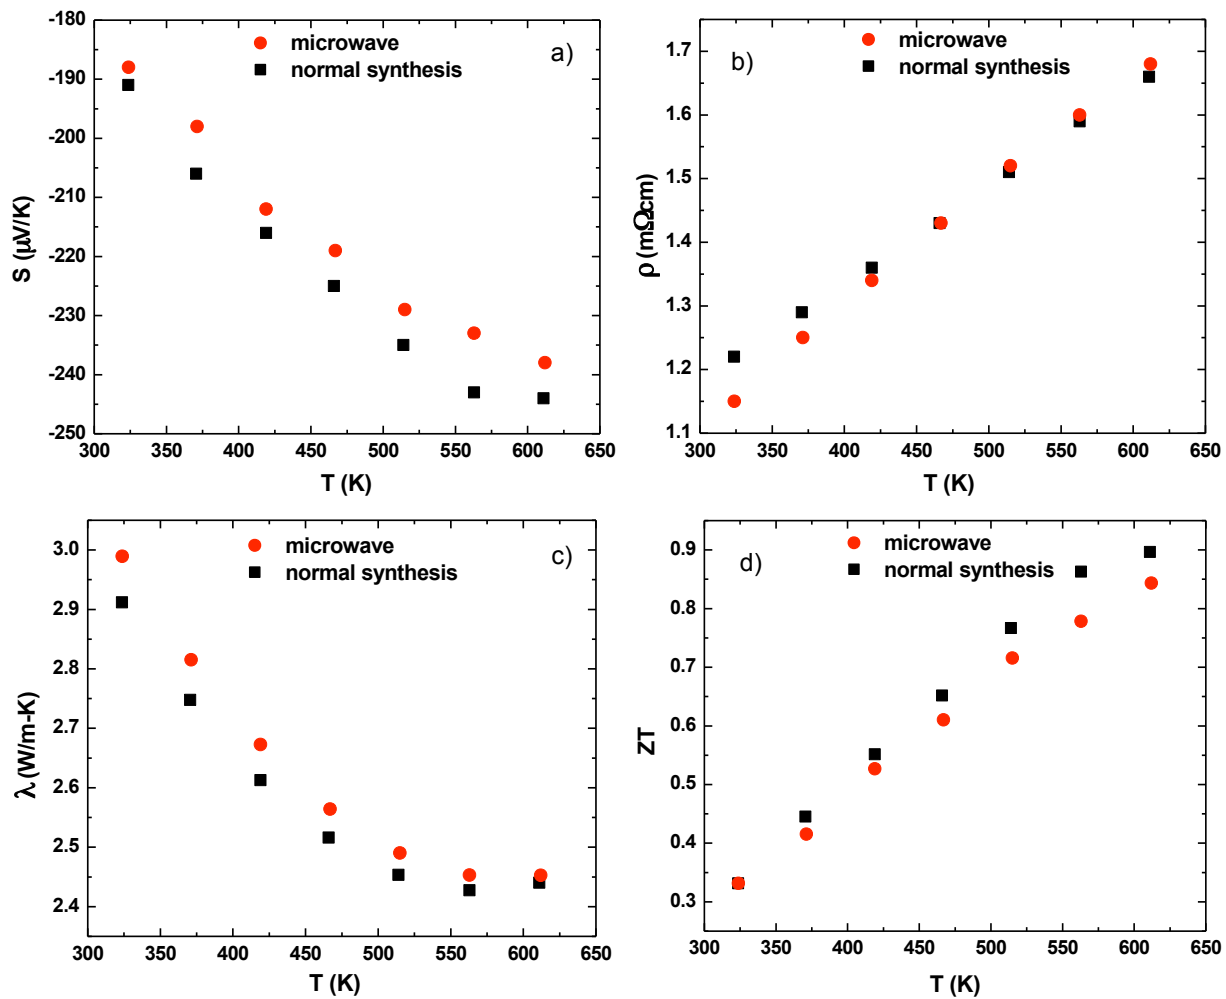 -180
-190
-200
-210
-220
-230
-240
-250
S (μV/K)
microwave
normal synthesis
a)
300 350 400 450 500 550 600 650
T (K)
1.7
1.6
1.5
1.4
1.3
1.2
1.1
ρ (mΩcm)
microwave
normal synthesis
b)
300 350 400 450 500 550 600 650
T (K)
3.0
2.9
2.8
2.7
2.6
2.5
2.4
λ (W/m-K)
microwave
normal synthesis
c)
300 350 400 450 500 550 600 650
T (K)
0.9
0.8
0.7
0.6
0.5
0.4
0.3
ZT
microwave
normal synthesis
d)
300 350 400 450 500 550 600 650
T (K)